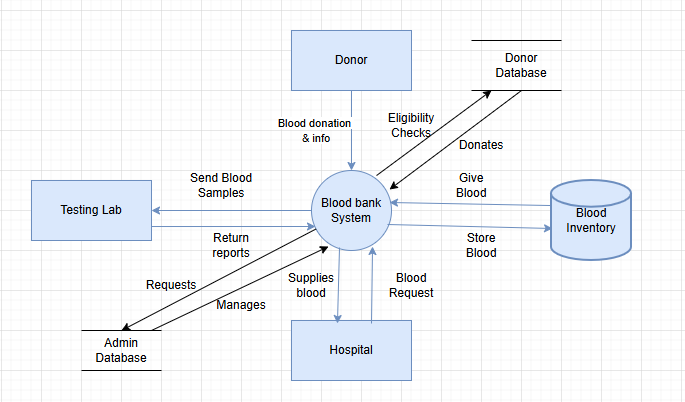 Donor
Donor
Database
Blood donation
& info
Eligibility
Checks
Donates
Send Blood
Samples
Give
Blood
Testing Lab
Blood bank
System
Blood
Inventory
Return
reports
Store
Blood
Requests
Manages
Supplies
blood
Blood
Request
Admin
Database
Hospital